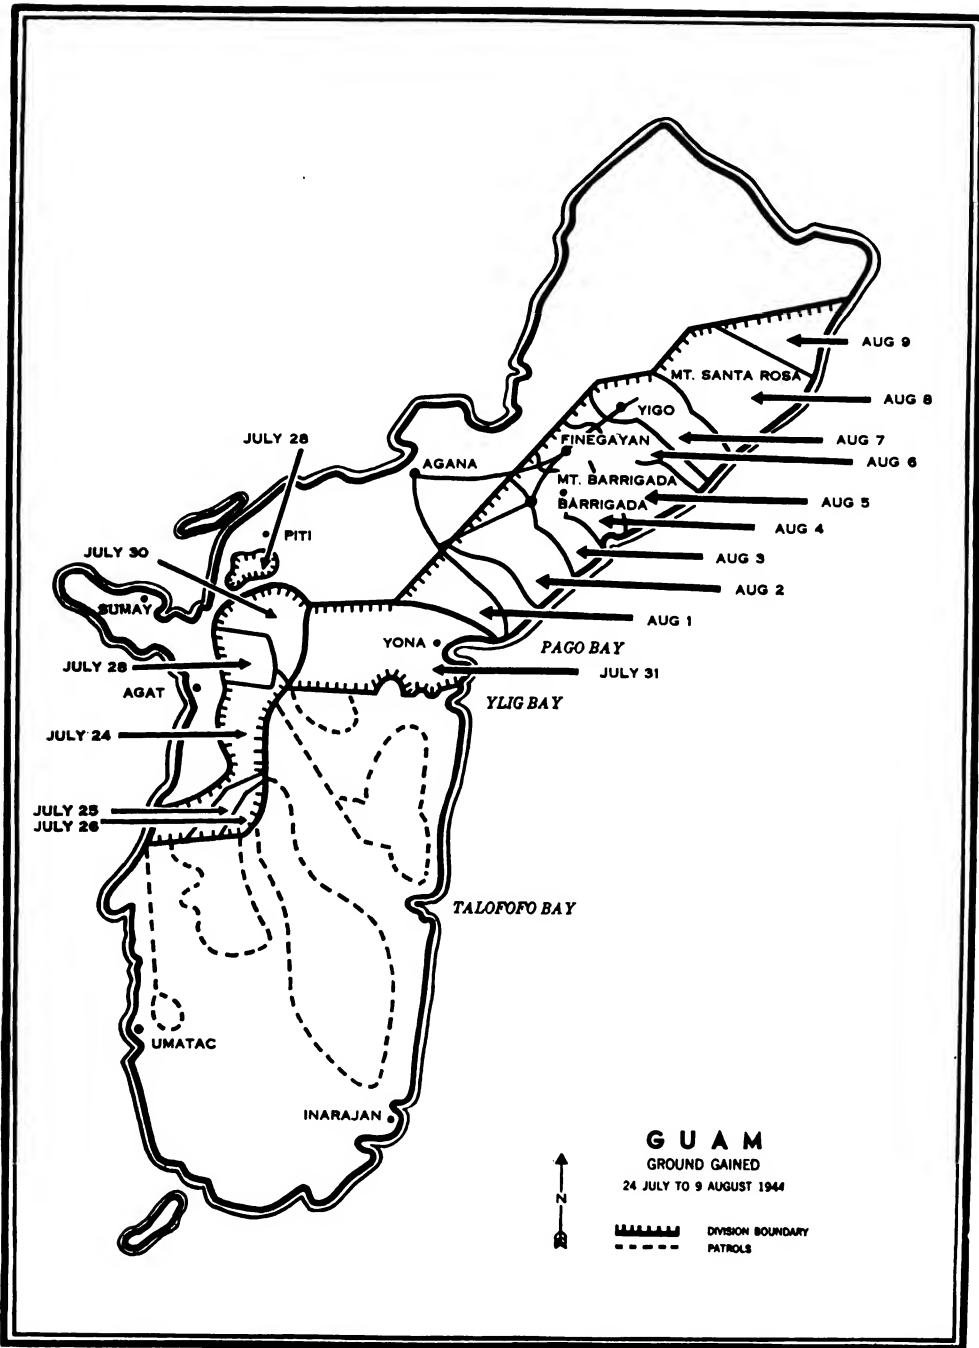 AUG 9
MT. SANTA ROSA
AUG 8
YIGO
JULY 28
AUG 7
FINEGAYAN
AGANA
AUG 6
MT. BARRIGADA
BARRIGADA
AUG 5
AUG 4
PITI
JULY 30
AUG 3
AUG 2
SUMAY
AUG 1
YONA
PAGO BAY
JULY 28
JULY 31
AGAT
YLIG BAY
JULY 24
JULY 25
JULY 26
TALOFOFO BAY
UMATAC
INARAJAN
GUAM
GROUND GAINED
24 JULY TO 9 AUGUST 1944
N
DIVISION BOUNDARY
PATROLS